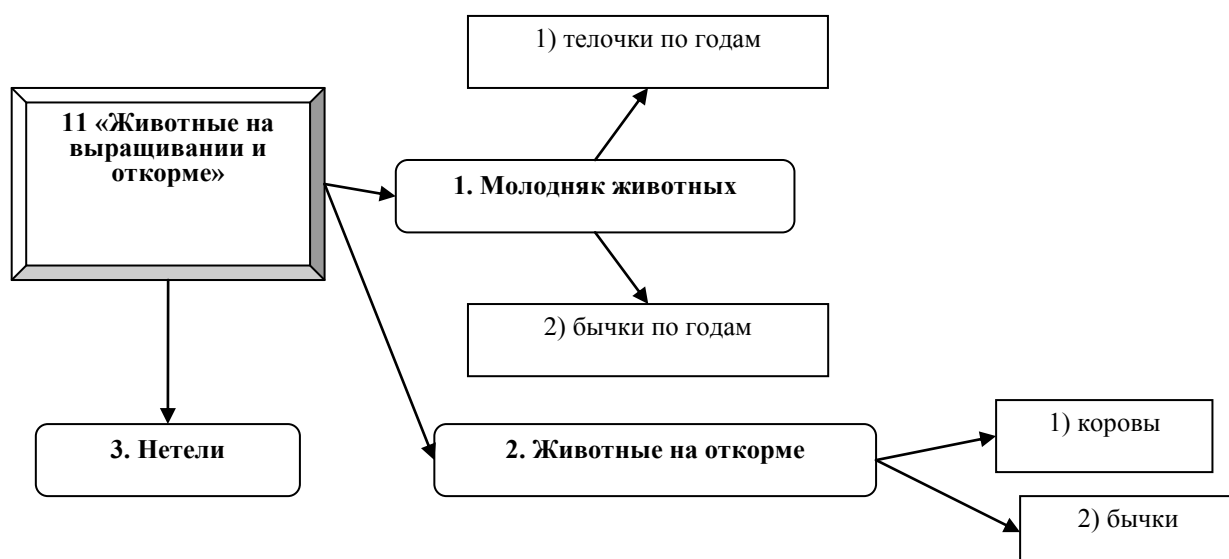 1) телочки по годам
11 «Животные на
выращивании и
откорме»
1. Молодняк животных
2) бычки по годам
3. Нетели
2. Животные на откорме
1) коровы
2) бычки